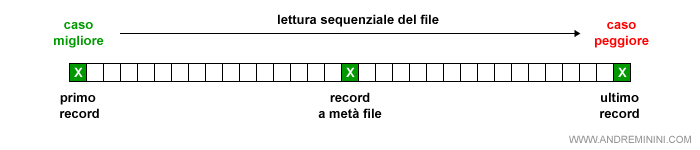 lettura sequenziale del file
caso
migliore
caso
peggiore
X
X
X
primo
record
record
a metà file
ultimo
record
WWW.ANDREMININI.COM